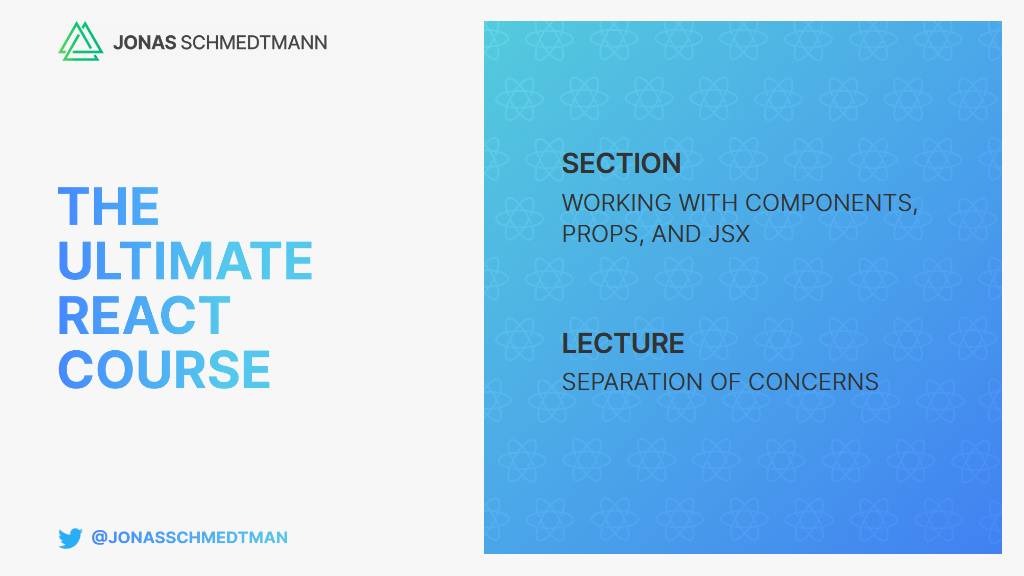 JONAS SCHMEDTMANN
THE
ULTIMATE
REACT
COURSE
@JONASSCHMEDTMAN
SECTION
WORKING WITH COMPONENTS,
PROPS, AND JSX
LECTURE
SEPARATION OF CONCERNS